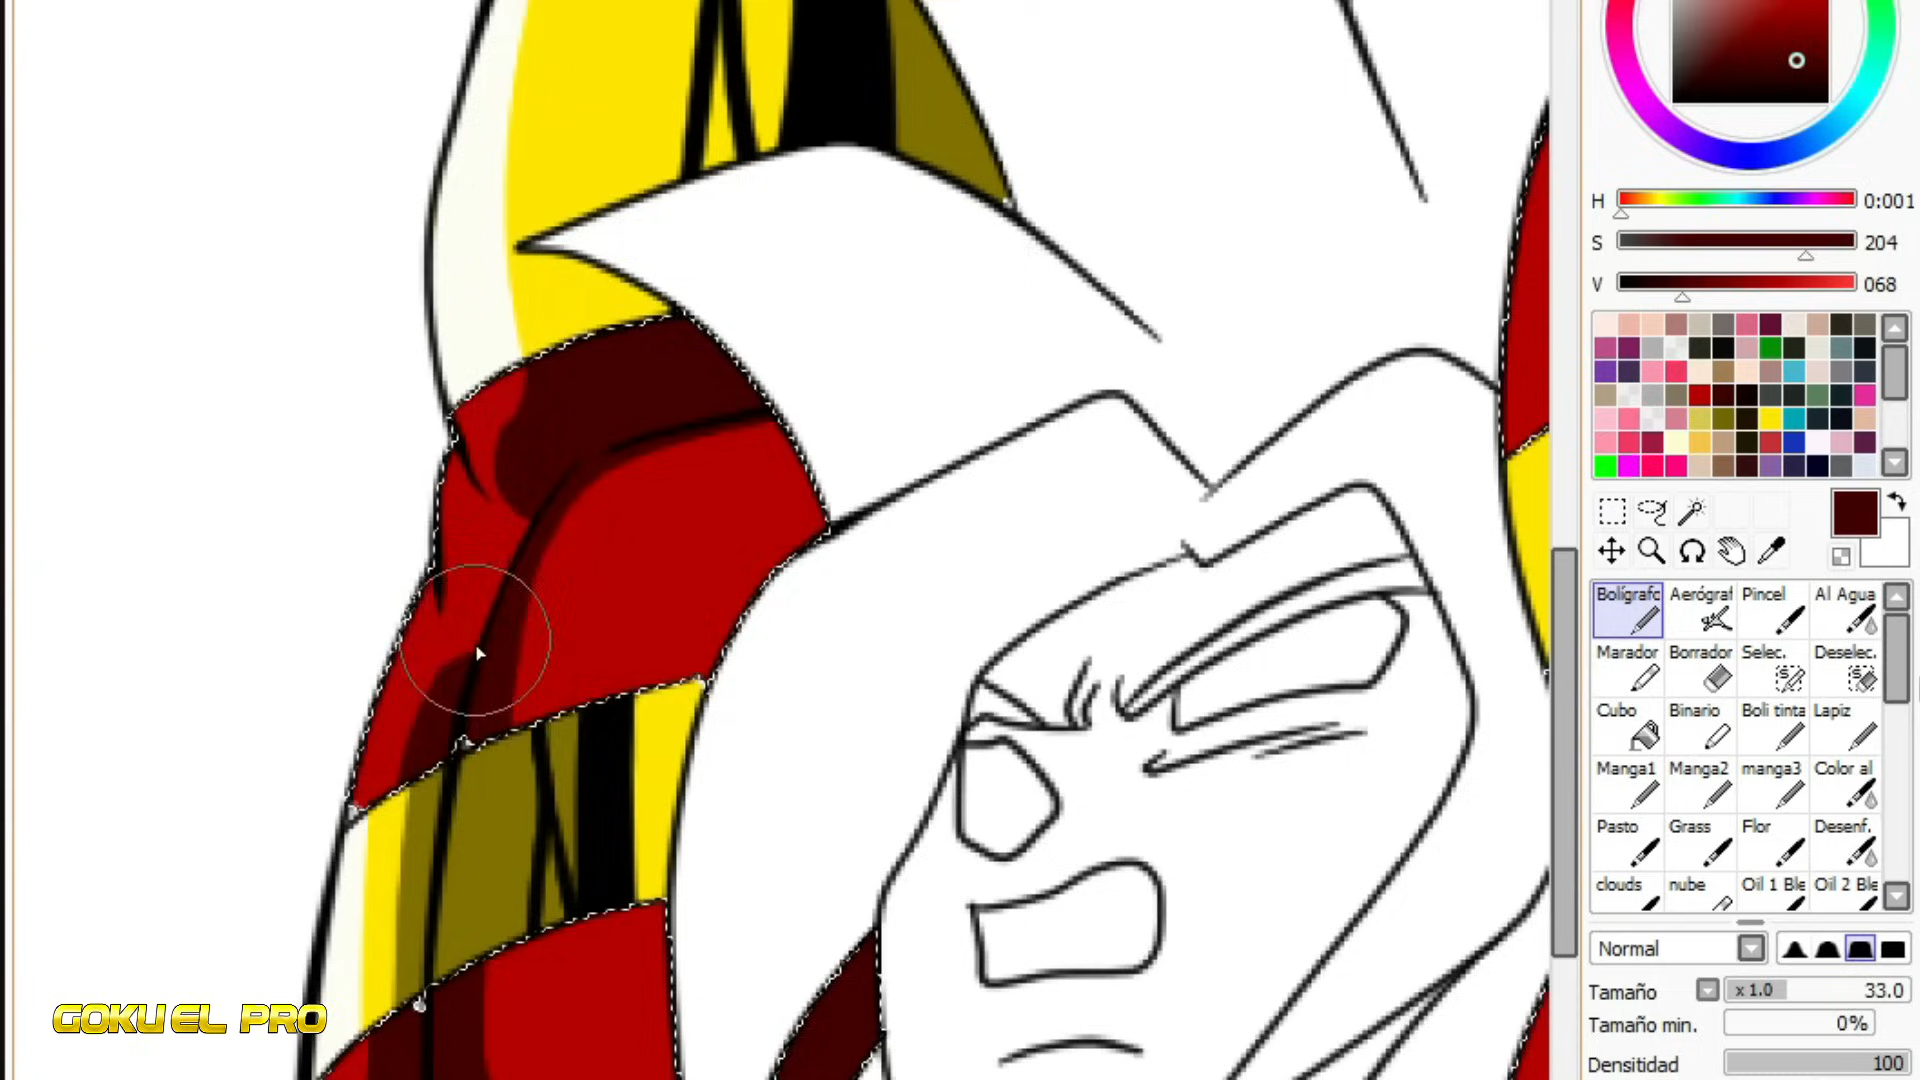 H 0:001
S 204
V 068
Bolígrafo Aerógraf Pincel Al Agua
Marador Borrador Selec. Deselec.
Cubo Binario Boli tinta Lapiz
Manga1 Manga2 manga3 Color al
Pasto Grass Flor Desenf.
clouds nube Oil 1 Ble Oil 2 Ble
Normal
Tamaño x 1.0 33.0
Tamaño min. 0%
Densitidad 100
GOKU EL PRO